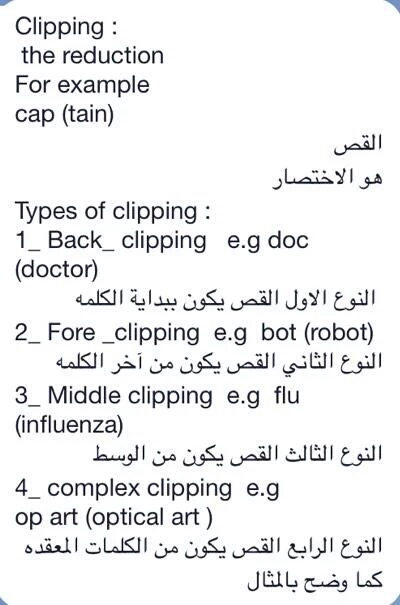 Clipping :
the reduction
For example
cap (tain)
القص
هو الاختصار
Types of clipping :
1_ Back_ clipping e.g doc
(doctor)
النوع الاول القص يكون ببداية الكلمه
2_ Fore _clipping e.g bot (robot)
النوع الثاني القص يكون من آخر الكلمه
3_ Middle clipping e.g flu
(influenza)
النوع الثالث القص يكون من الوسط
4_ complex clipping e.g
op art (optical art )
النوع الرابع القص يكون من الكلمات المعقده
كما وضح بالمثال